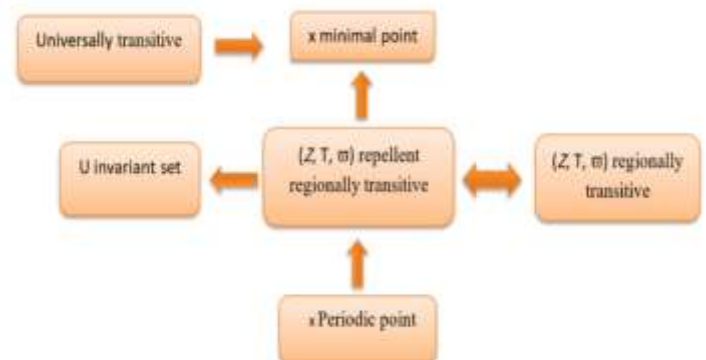 Universally transitive
x minimal point
U invariant set
(Z, T, ϖ) repellent
regionally transitive
(Z, T, ϖ) regionally
transitive
x Periodic point